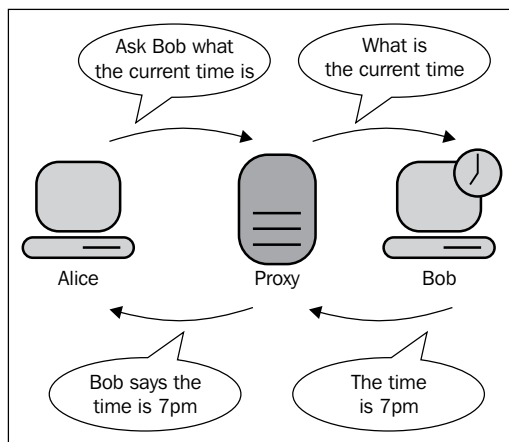 Ask Bob what
the current time is
What is
the current time
Alice
Proxy
Bob
Bob says the
time is 7pm
The time
is 7pm